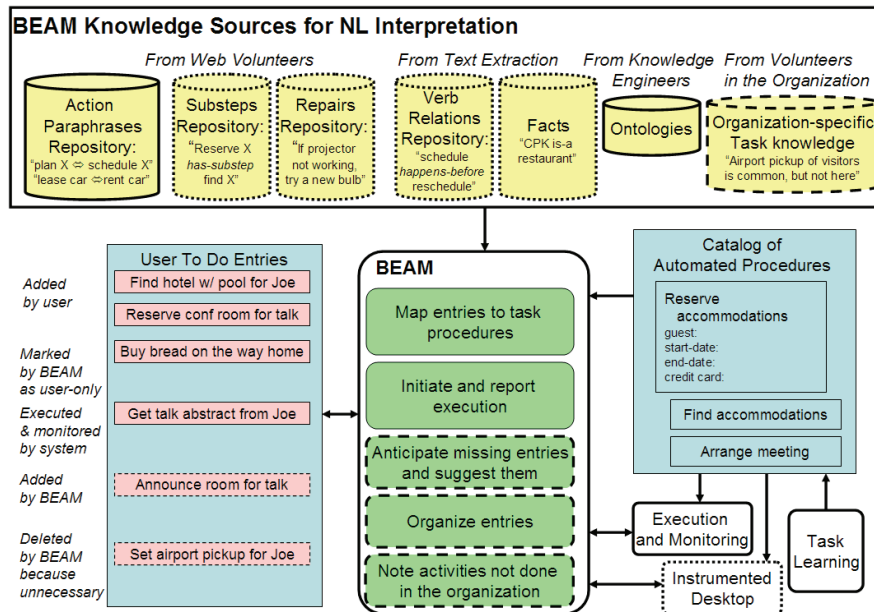 BEAM Knowledge Sources for NL Interpretation
From Web Volunteers
From Text Extraction
From Knowledge
Engineers
From Volunteers
in the Organization
Action
Paraphrases
Repository:
“plan X ⇔ schedule X”
“lease car ⇔rent car”
Substeps
Repository:
“Reserve X
has-substep
find X”
Repairs
Repository:
“If projector
not working,
try a new bulb”
Verb
Relations
Repository:
“schedule
happens-before
reschedule”
Facts
“CPK is-a
restaurant”
Ontologies
Organization-specific
Task knowledge
“Airport pickup of visitors
is common, but not here”
User To Do Entries
Added
by user
Find hotel w/ pool for Joe
Reserve conf room for talk
Marked
by BEAM
as user-only
Buy bread on the way home
Executed
& monitored
by system
Get talk abstract from Joe
Added
by BEAM
Announce room for talk
Deleted
by BEAM
because
unnecessary
Set airport pickup for Joe
BEAM
Map entries to task
procedures
Initiate and report
execution
Anticipate missing entries
and suggest them
Organize entries
Note activities not done
in the organization
Catalog of
Automated Procedures
Reserve
accommodations
guest:
start-date:
end-date:
credit card:
Find accommodations
Arrange meeting
Execution
and Monitoring
Task
Learning
Instrumented
Desktop